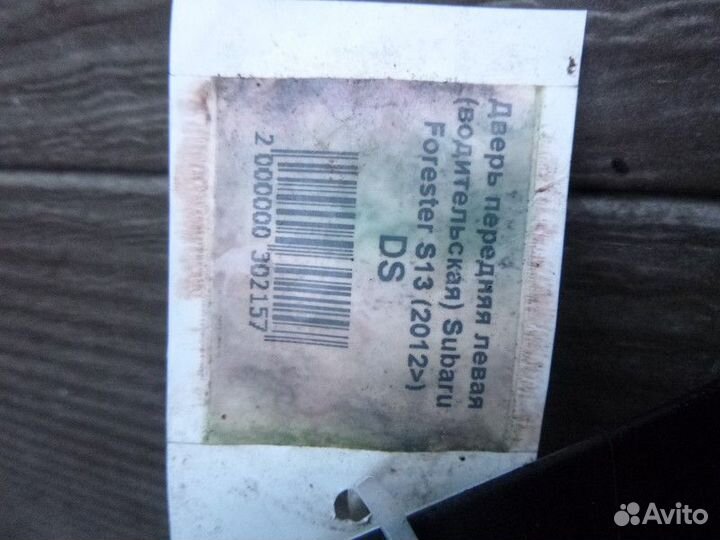 Дверь передняя левая
(водительская) Subaru
Forester S13 (2012>)
DS
2 000000 302157
Avito